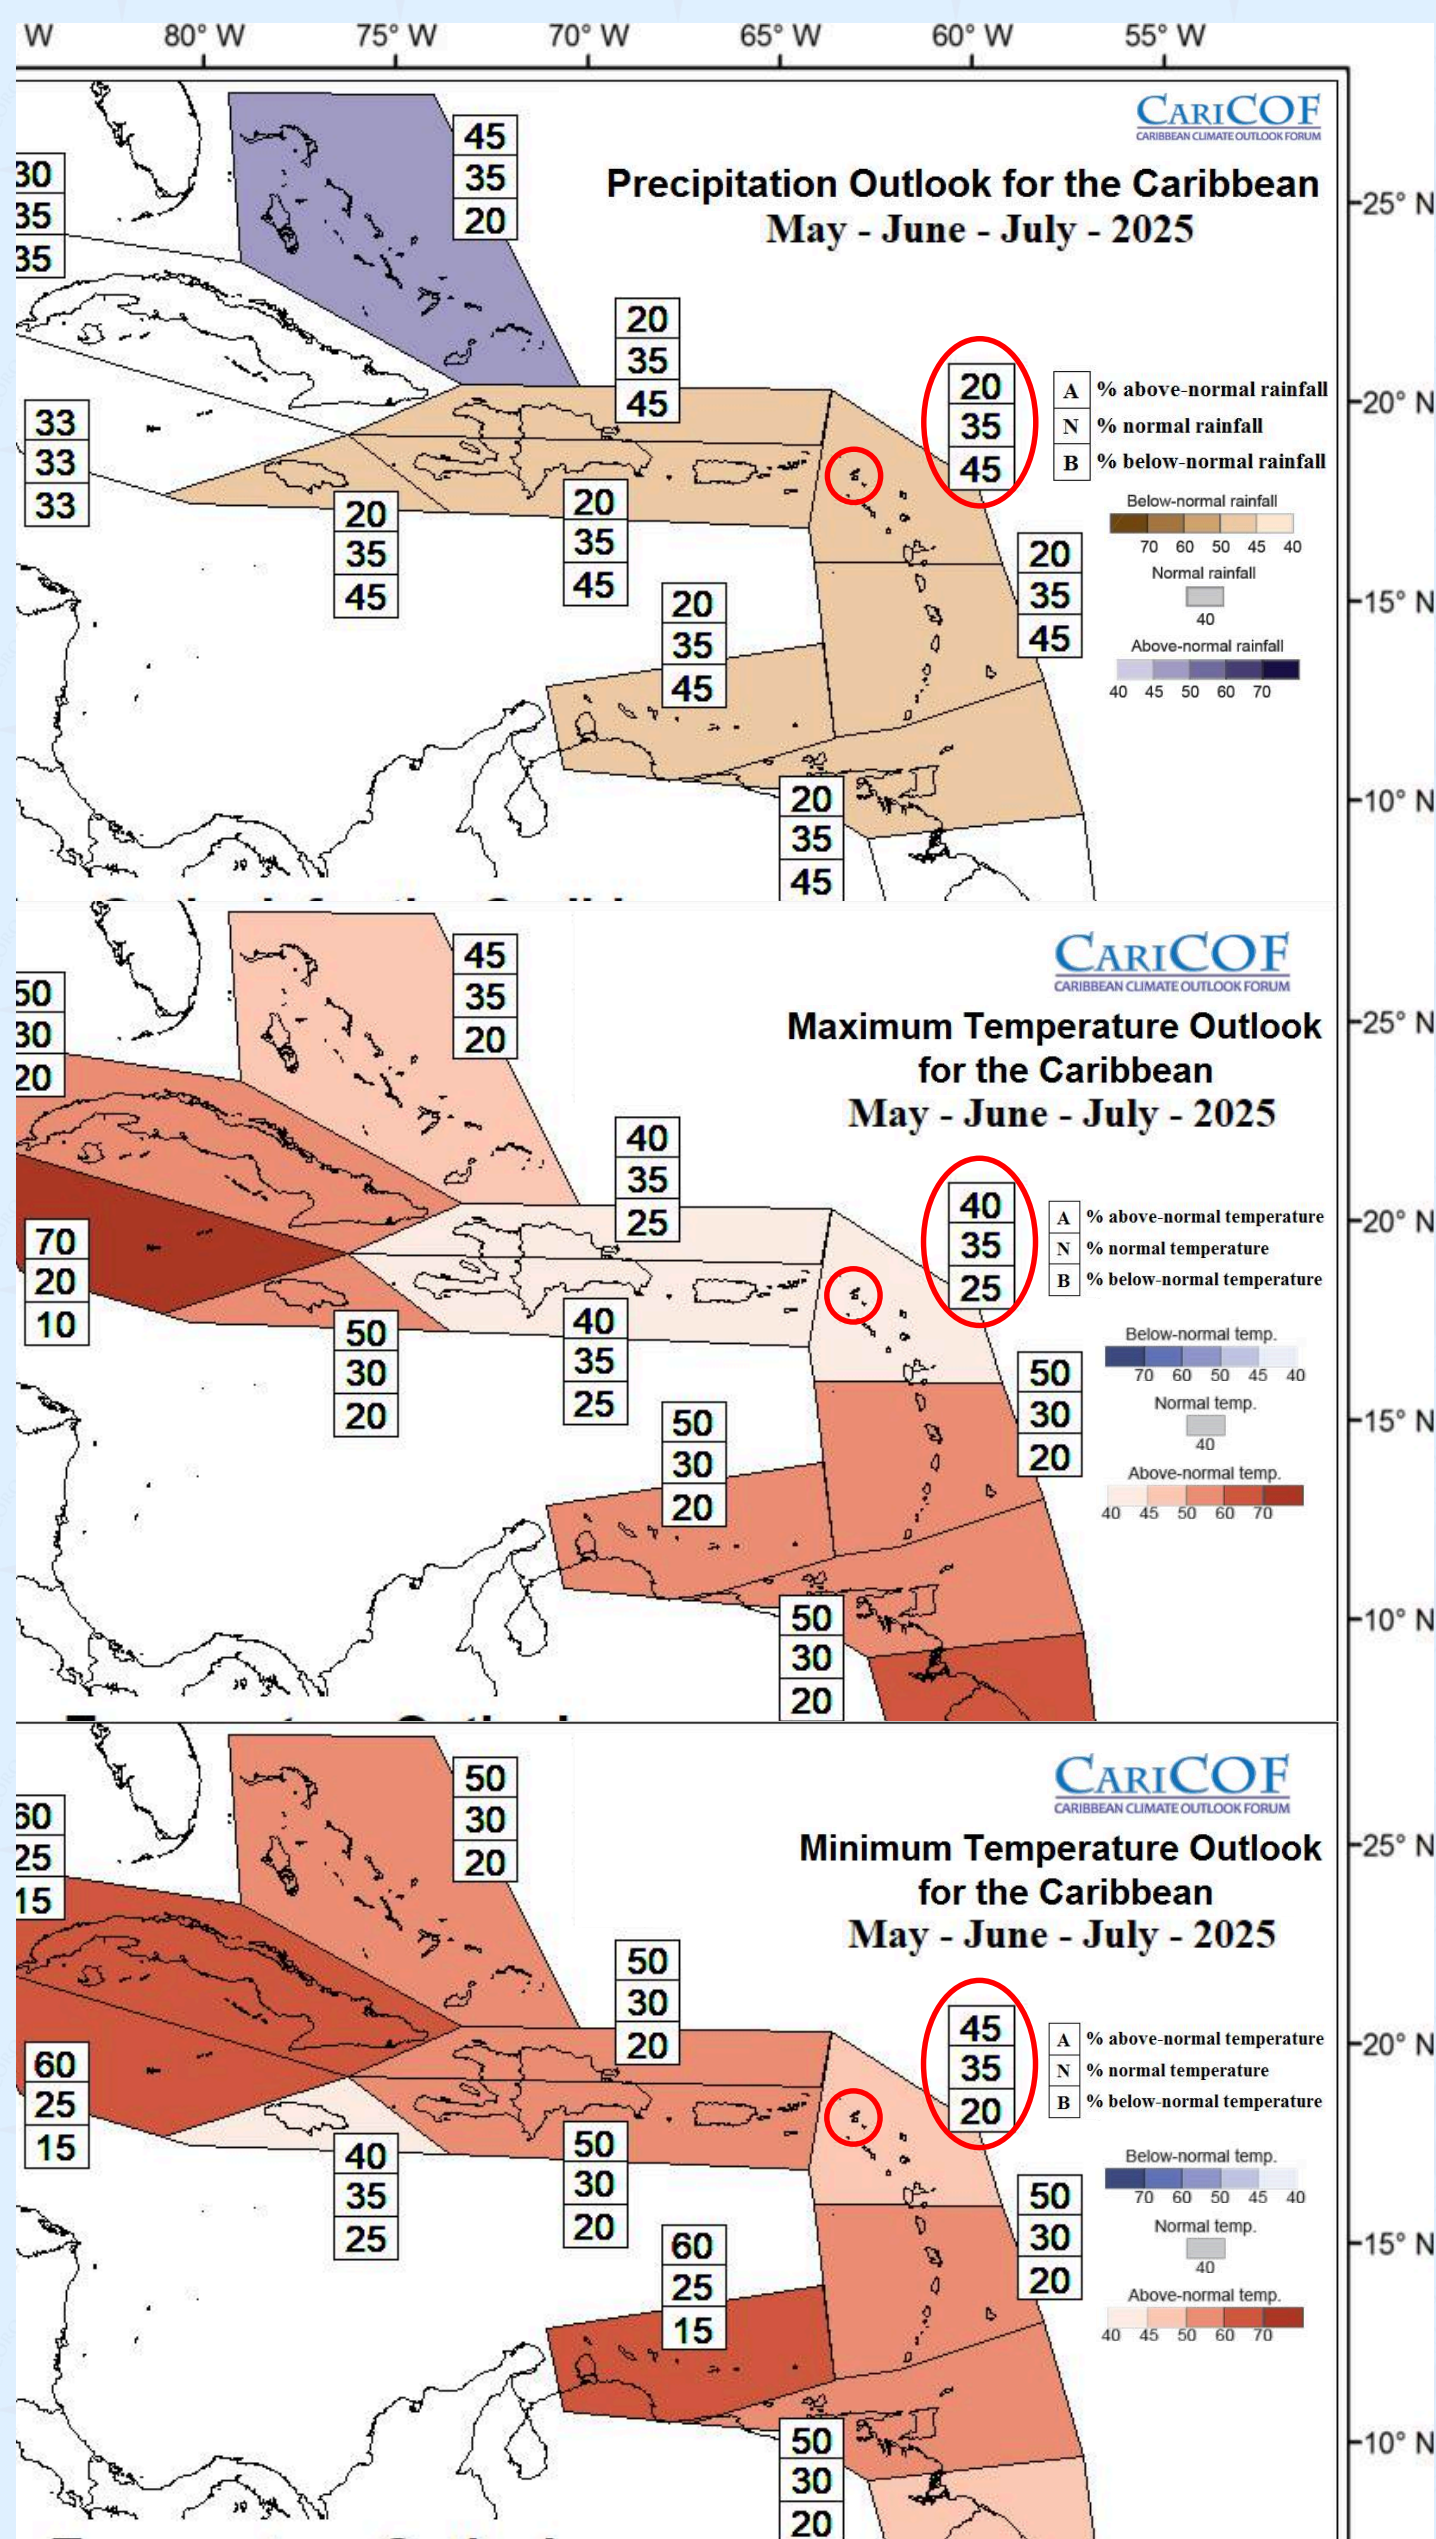 W 80° W 75° W 70° W 65° W 60° W 55° W
CARICOF
CARIBBEAN CLIMATE OUTLOOK FORUM
Precipitation Outlook for the Caribbean
May - June - July - 2025
25° N
20° N
15° N
10° N
45
35
20
30
35
35
20
35
45
20
35
45
A % above-normal rainfall
N % normal rainfall
B % below-normal rainfall
33
33
33
20
35
45
20
35
45
20
35
45
20
35
45
20
35
45
Below-normal rainfall
70 60 50 45 40
Normal rainfall
40
Above-normal rainfall
40 45 50 60 70
CARICOF
CARIBBEAN CLIMATE OUTLOOK FORUM
Maximum Temperature Outlook
for the Caribbean
May - June - July - 2025
25° N
20° N
15° N
10° N
45
35
20
50
30
20
40
35
25
40
35
25
A % above-normal temperature
N % normal temperature
B % below-normal temperature
70
20
10
50
30
20
40
35
25
50
30
20
50
30
20
50
30
20
Below-normal temp.
70 60 50 45 40
Normal temp.
40
Above-normal temp.
40 45 50 60 70
CARICOF
CARIBBEAN CLIMATE OUTLOOK FORUM
Minimum Temperature Outlook
for the Caribbean
May - June - July - 2025
25° N
20° N
15° N
10° N
50
30
20
60
25
15
50
30
20
45
35
20
A % above-normal temperature
N % normal temperature
B % below-normal temperature
60
25
15
40
35
25
50
30
20
60
25
15
50
30
20
50
30
20
Below-normal temp.
70 60 50 45 40
Normal temp.
40
Above-normal temp.
40 45 50 60 70